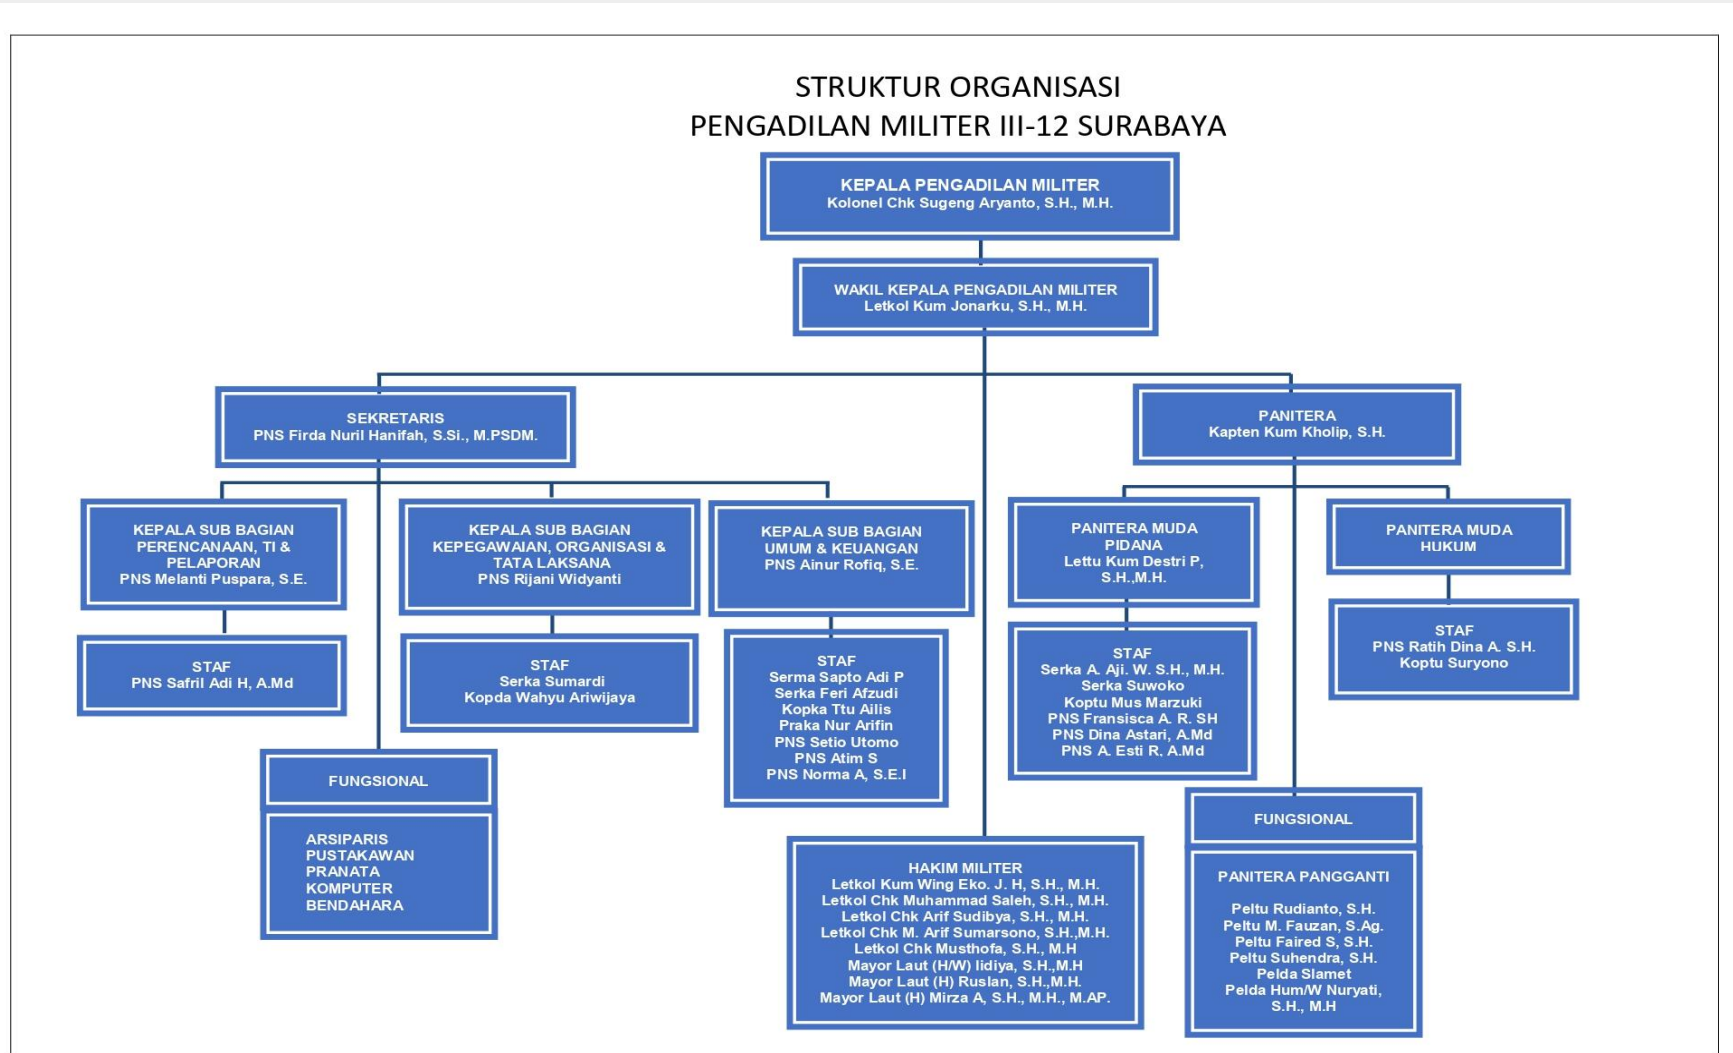 STRUKTUR ORGANISASI
PENGADILAN MILITER III-12 SURABAYA
KEPALA PENGADILAN MILITER
Kolonel Chk Sugeng Aryanto, S.H., M.H.
WAKIL KEPALA PENGADILAN MILITER
Letkol Kum Jonarku, S.H., M.H.
SEKRETARIS
PNS Firda Nuril Hanifah, S.Si., M.PSDM.
PANITERA
Kapten Kum Kholip, S.H.
KEPALA SUB BAGIAN
PERENCANAAN, TI &
PELAPORAN
PNS Melanti Puspara, S.E.
KEPALA SUB BAGIAN
KEPEGAWAIAN, ORGANISASI &
TATA LAKSANA
PNS Rijani Widyanti
KEPALA SUB BAGIAN
UMUM & KEUANGAN
PNS Ainur Rofiq, S.E.
PANITERA MUDA
PIDANA
Lettu Kum Destri P,
S.H.,M.H.
PANITERA MUDA
HUKUM
STAF
PNS Safril Adi H, A.Md
STAF
Serka Sumardi
Kopda Wahyu Ariwijaya
STAF
Serma Sapto Adi P
Serka Feri Afzudi
Kopka Ttu Ailis
Praka Nur Arifin
PNS Setio Utomo
PNS Atim S
PNS Norma A, S.E.I
STAF
Serka A. Aji. W. S.H., M.H.
Serka Suwoko
Koptu Mus Marzuki
PNS Fransisca A. R. SH
PNS Dina Astari, A.Md
PNS A. Esti R, A.Md
STAF
PNS Ratih Dina A. S.H.
Koptu Suryono
FUNGSIONAL
ARSIPARIS
PUSTAKAWAN
PRANATA
KOMPUTER
BENDAHARA
HAKIM MILITER
Letkol Kum Wing Eko. J. H, S.H., M.H.
Letkol Chk Muhammad Saleh, S.H., M.H.
Letkol Chk Arif Sudibya, S.H., M.H.
Letkol Chk M. Arif Sumarsono, S.H.,M.H.
Letkol Chk Musthofa, S.H., M.H
Mayor Laut (H/W) Iidiya, S.H.,M.H
Mayor Laut (H) Ruslan, S.H.,M.H.
Mayor Laut (H) Mirza A, S.H., M.H., M.AP.
FUNGSIONAL
PANITERA PANGGANTI
Peltu Rudianto, S.H.
Peltu M. Fauzan, S.Ag.
Peltu Faired S, S.H.
Peltu Suhendra, S.H.
Pelda Slamet
Pelda Hum/W Nuryati,
S.H., M.H